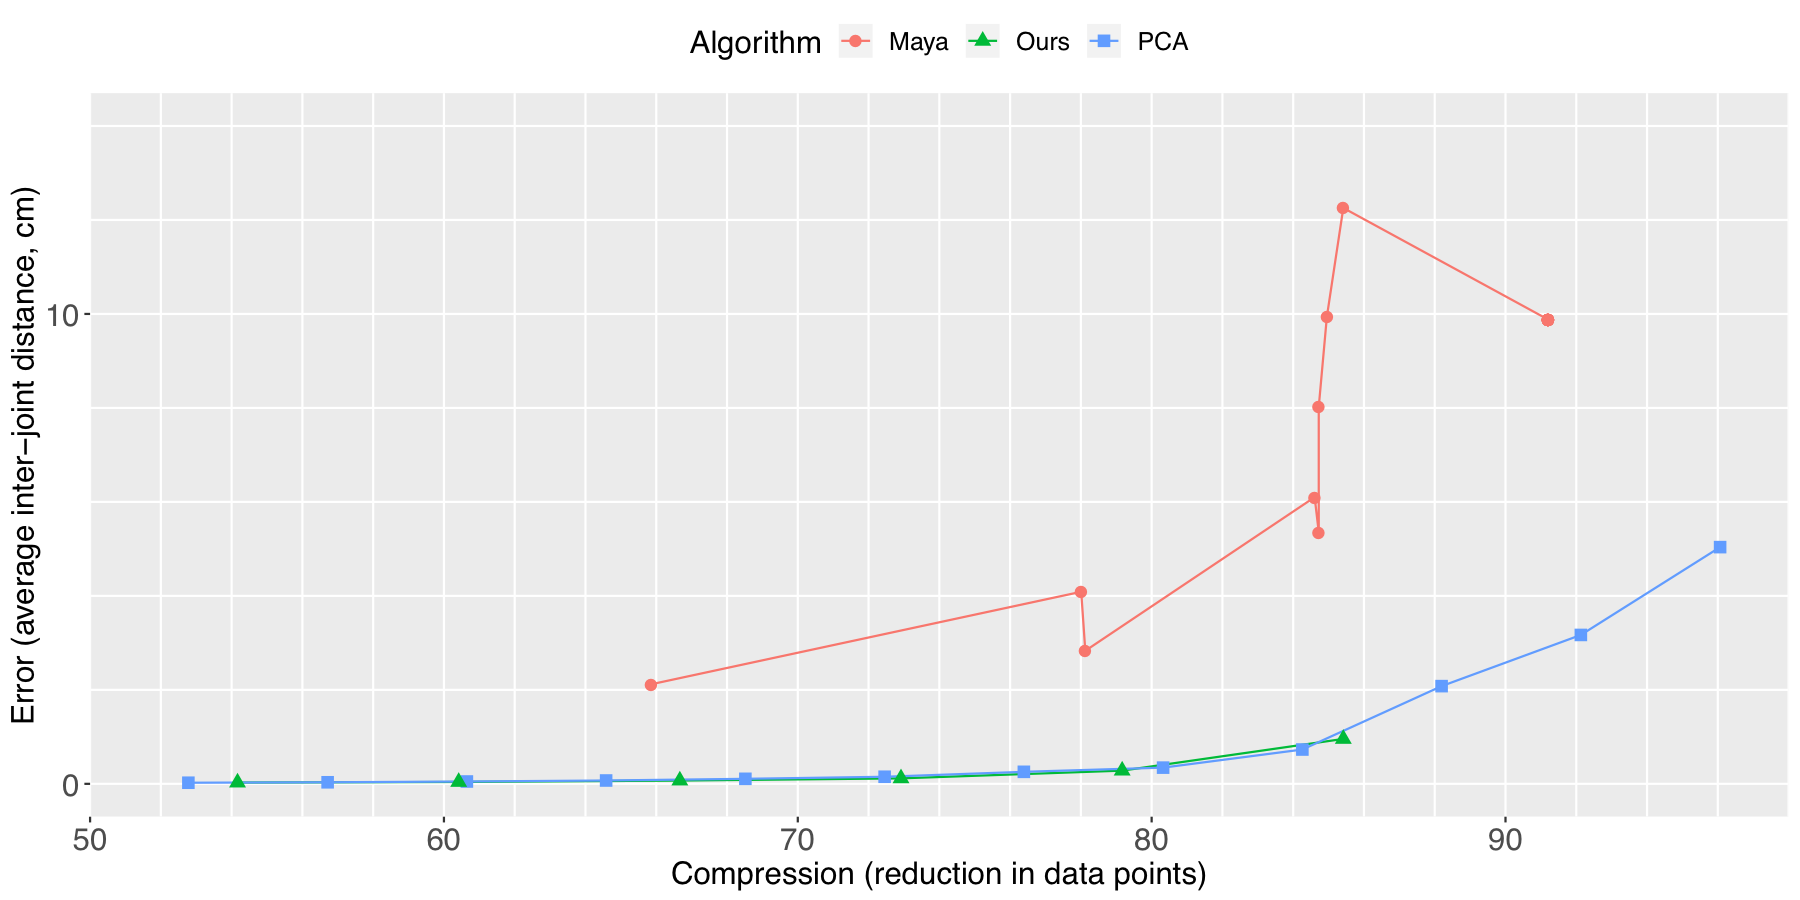 Algorithm Maya Ours PCA
Error (average inter−joint distance, cm)
10
0
50 60 70 80 90
Compression (reduction in data points)